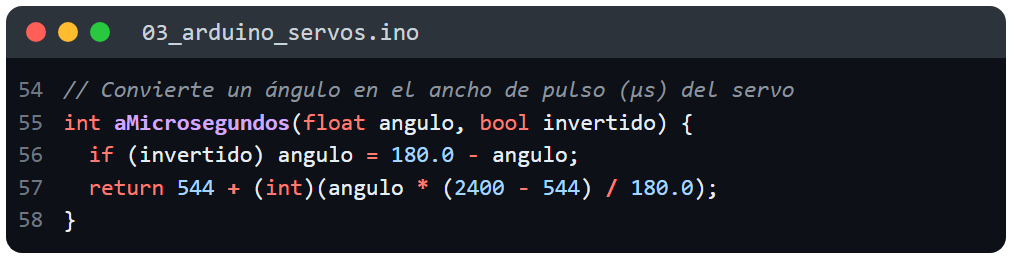 03_arduino_servos.ino
54 // Convierte un ángulo en el ancho de pulso (µs) del servo
55 int aMicrosegundos(float angulo, bool invertido) {
56   if (invertido) angulo = 180.0 - angulo;
57   return 544 + (int)(angulo * (2400 - 544) / 180.0);
58 }